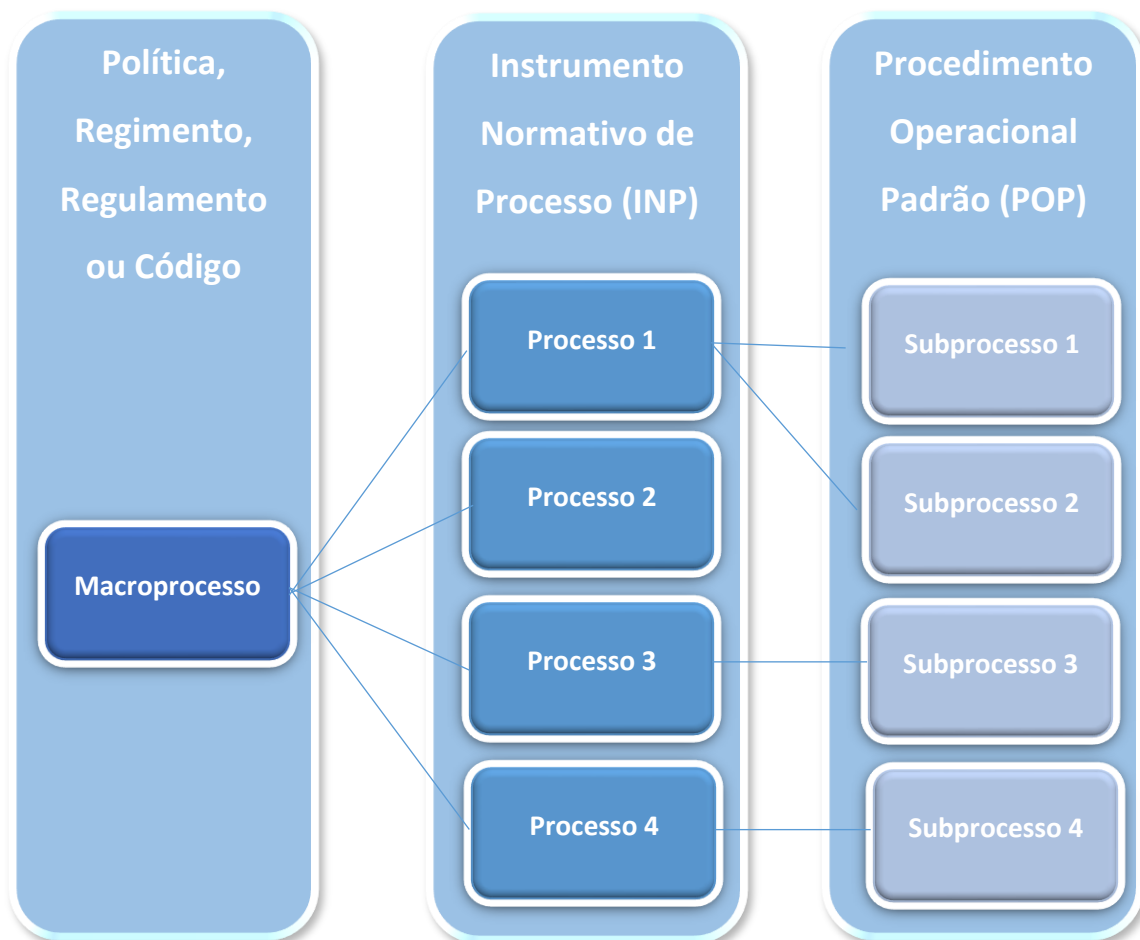 Política,
Regimento,
Regulamento
ou Código
Macroprocesso
Instrumento
Normativo de
Processo (INP)
Processo 1
Processo 2
Processo 3
Processo 4
Procedimento
Operacional
Padrão (POP)
Subprocesso 1
Subprocesso 2
Subprocesso 3
Subprocesso 4